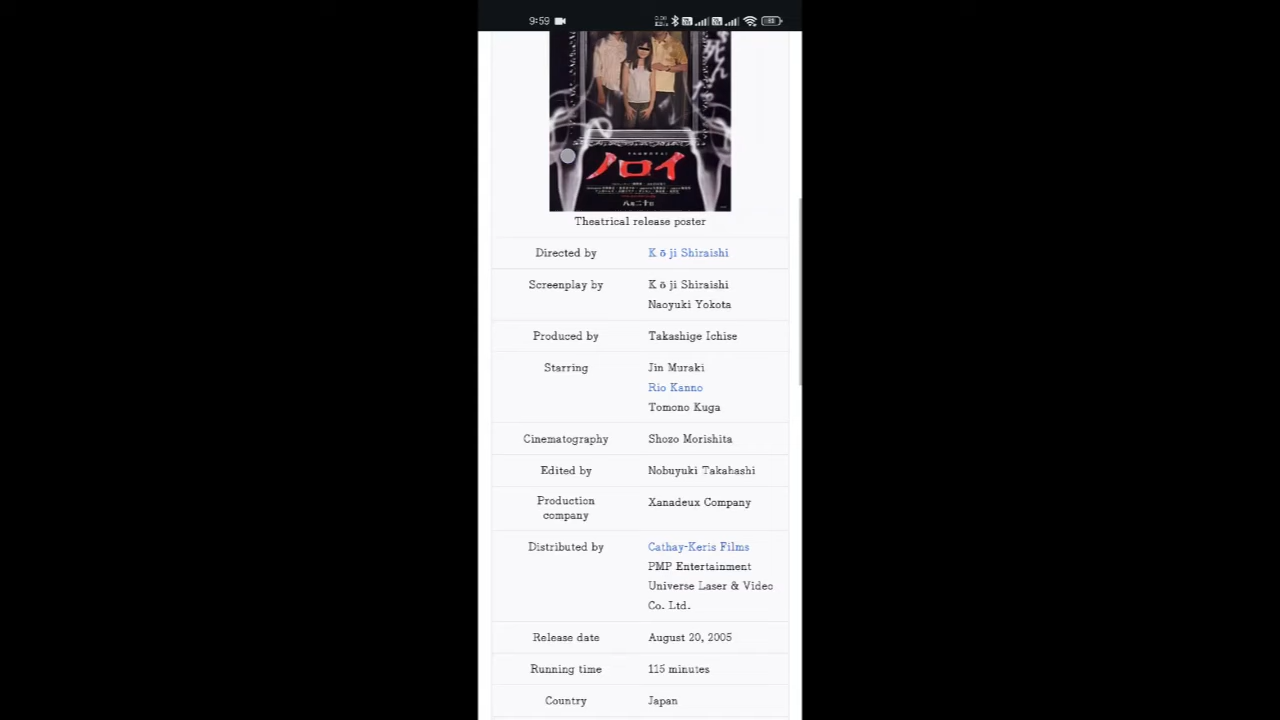 9:59
ノロイ
Theatrical release poster
Directed by
Kōji Shiraishi
Screenplay by
Kōji Shiraishi
Naoyuki Yokota
Produced by
Takashige Ichise
Starring
Jin Muraki
Rio Kanno
Tomono Kuga
Cinematography
Shozo Morishita
Edited by
Nobuyuki Takahashi
Production
company
Xanadeux Company
Distributed by
Cathay-Keris Films
PMP Entertainment
Universe Laser & Video
Co. Ltd.
Release date
August 20, 2005
Running time
115 minutes
Country
Japan